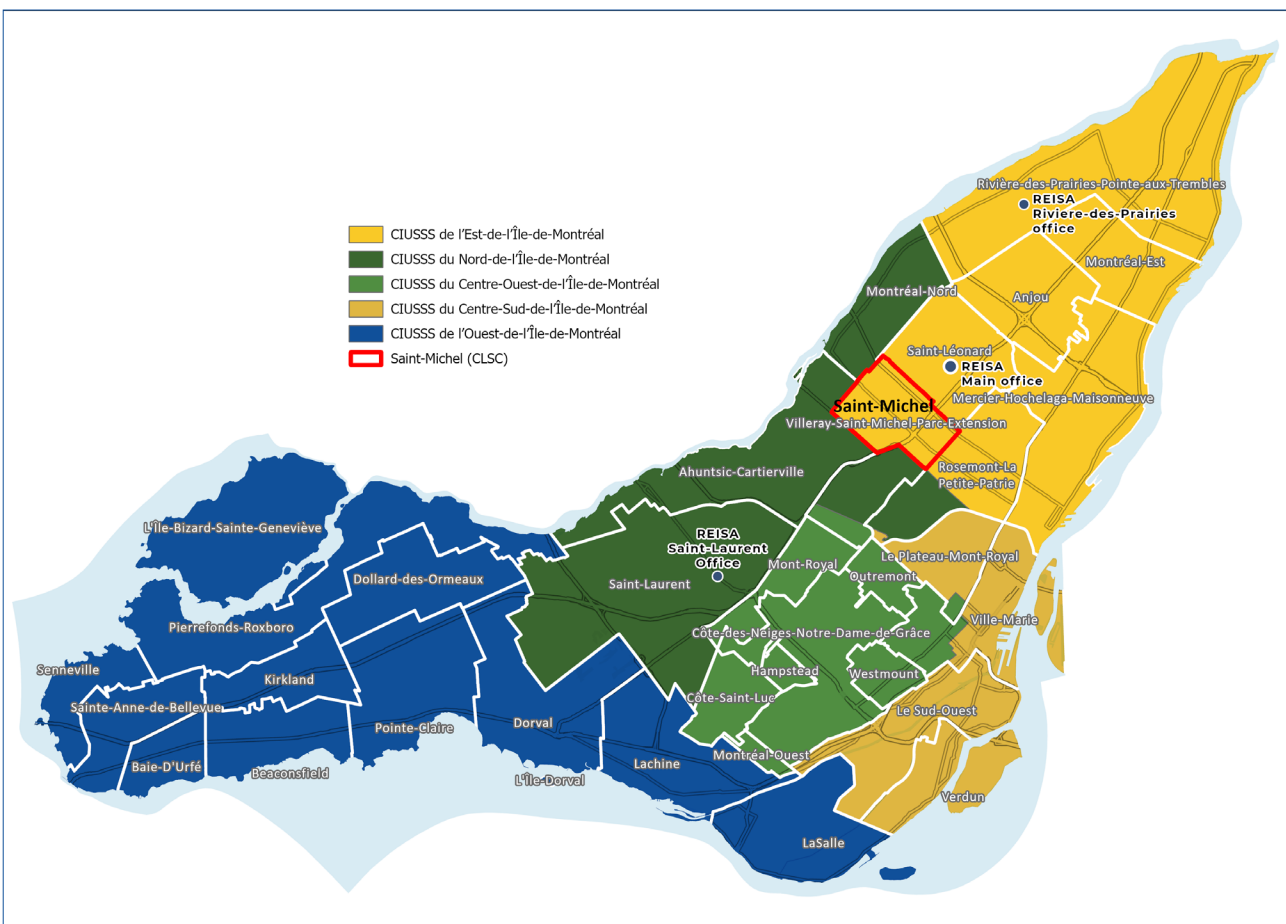 CIUSSS de l'Est-de-l'Île-de-Montréal
CIUSSS du Nord-de-l'Île-de-Montréal
CIUSSS du Centre-Ouest-de-l'Île-de-Montréal
CIUSSS du Centre-Sud-de-l'Île-de-Montréal
CIUSSS de l'Ouest-de-l'Île-de-Montréal
Saint-Michel (CLSC)
Rivière-des-Prairies-Pointe-aux-Trembles
REISA
Riviere-des-Prairies
office
Montréal-Est
Montréal-Nord
Anjou
Saint-Léonard
REISA
Main office
Mercier-Hochelaga-Maisonneuve
Saint-Michel
Villeray-Saint-Michel-Parc-Extension
Ahuntsic-Cartierville
Rosemont-La
Petite-Patrie
L'Île-Bizard-Sainte-Geneviève
REISA
Saint-Laurent
Office
Saint-Laurent
Mont-Royal
Le Plateau-Mont-Royal
Outremont
Dollard-des-Ormeaux
Ville-Marie
Pierrefonds-Roxboro
Côte-des-Neiges-Notre-Dame-de-Grâce
Hampstead
Westmount
Senneville
Kirkland
Côte-Saint-Luc
Sainte-Anne-de-Bellevue
Le Sud-Ouest
Pointe-Claire
Dorval
Montréal-Ouest
Lachine
Baie-D'Urfé
Beaconsfield
L'Île-Dorval
Verdun
LaSalle